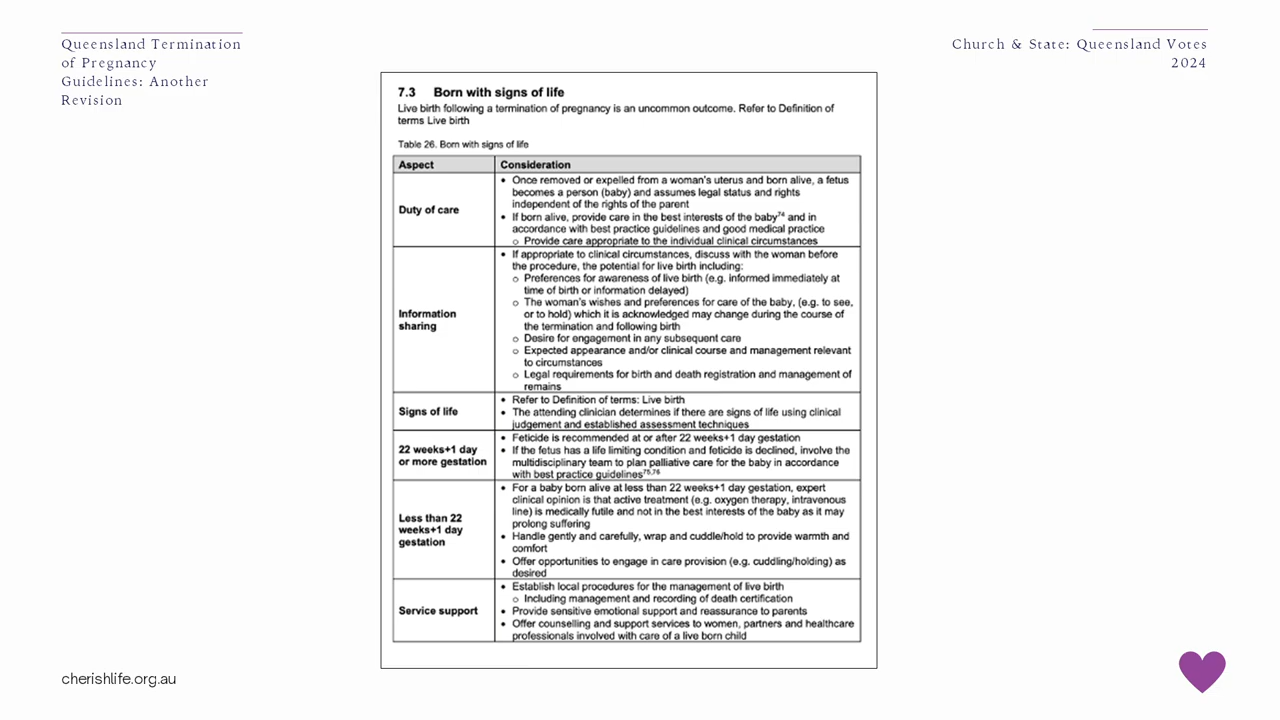 Queensland Termination
of Pregnancy
Guidelines: Another
Revision
Church & State: Queensland Votes
2024
7.3 Born with signs of life
Live birth following a termination of pregnancy is an uncommon outcome. Refer to Definition of
terms Live birth
Table 26. Born with signs of life
Aspect
Consideration
Duty of care
• Once removed or expelled from a woman's uterus and born alive, a fetus
becomes a person (baby) and assumes legal status and rights
independent of the rights of the parent
• If born alive, provide care in the best interests of the baby74 and in
accordance with best practice guidelines and good medical practice
o Provide care appropriate to the individual clinical circumstances
Information
sharing
• If appropriate to clinical circumstances, discuss with the woman before
the procedure, the potential for live birth including:
o Preferences for awareness of live birth (e.g. informed immediately at
time of birth or information delayed)
o The woman's wishes and preferences for care of the baby, (e.g. to see,
or to hold) which it is acknowledged may change during the course of
the termination and following birth
o Desire for engagement in any subsequent care
o Expected appearance and/or clinical course and management relevant
to circumstances
o Legal requirements for birth and death registration and management of
remains
Signs of life
• Refer to Definition of terms: Live birth
• The attending clinician determines if there are signs of life using clinical
judgement and established assessment techniques
22 weeks+1 day
or more gestation
• Feticide is recommended at or after 22 weeks+1 day gestation
• If the fetus has a life limiting condition and feticide is declined, involve the
multidisciplinary team to plan palliative care for the baby in accordance
with best practice guidelines75,76
Less than 22
weeks+1 day
gestation
• For a baby born alive at less than 22 weeks+1 day gestation, expert
clinical opinion is that active treatment (e.g. oxygen therapy, intravenous
line) is medically futile and not in the best interests of the baby as it may
prolong suffering
• Handle gently and carefully, wrap and cuddle/hold to provide warmth and
comfort
• Offer opportunities to engage in care provision (e.g. cuddling/holding) as
desired
Service support
• Establish local procedures for the management of live birth
o Including management and recording of death certification
• Provide sensitive emotional support and reassurance to parents
• Offer counselling and support services to women, partners and healthcare
professionals involved with care of a live born child
cherishlife.org.au